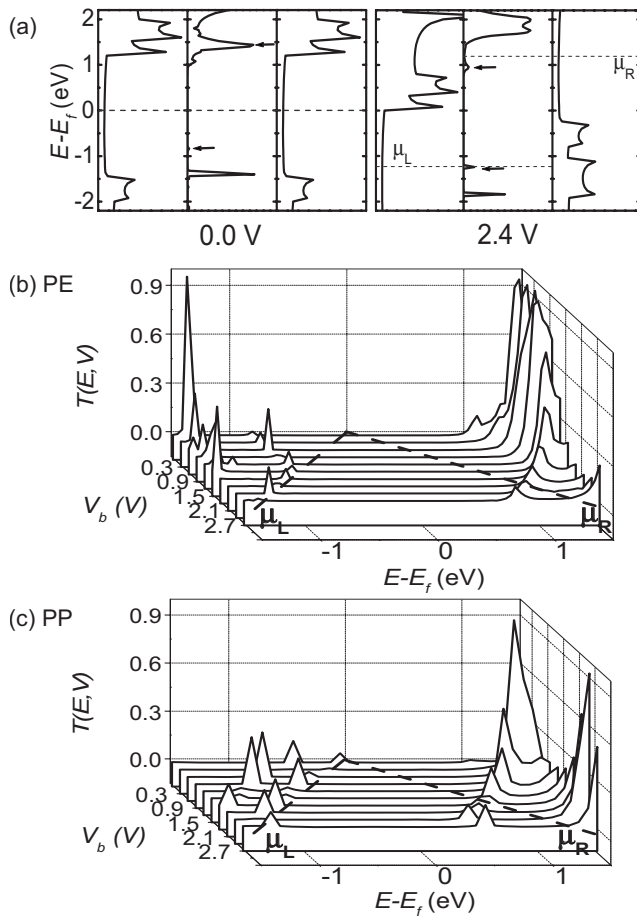 (a)
2
1
0
-1
-2
E-E_f (eV)
μ_L
μ_R
0.0 V
2.4 V
(b) PE
0.9
0.6
0.3
0.0
T(E,V)
0.3
0.9
1.5
2.1
2.7
V_b (V)
μ_L
μ_R
-1
0
1
E-E_f (eV)
(c) PP
0.9
0.6
0.3
0.0
T(E,V)
0.3
0.9
1.5
2.1
2.7
V_b (V)
μ_L
μ_R
-1
0
1
E-E_f (eV)